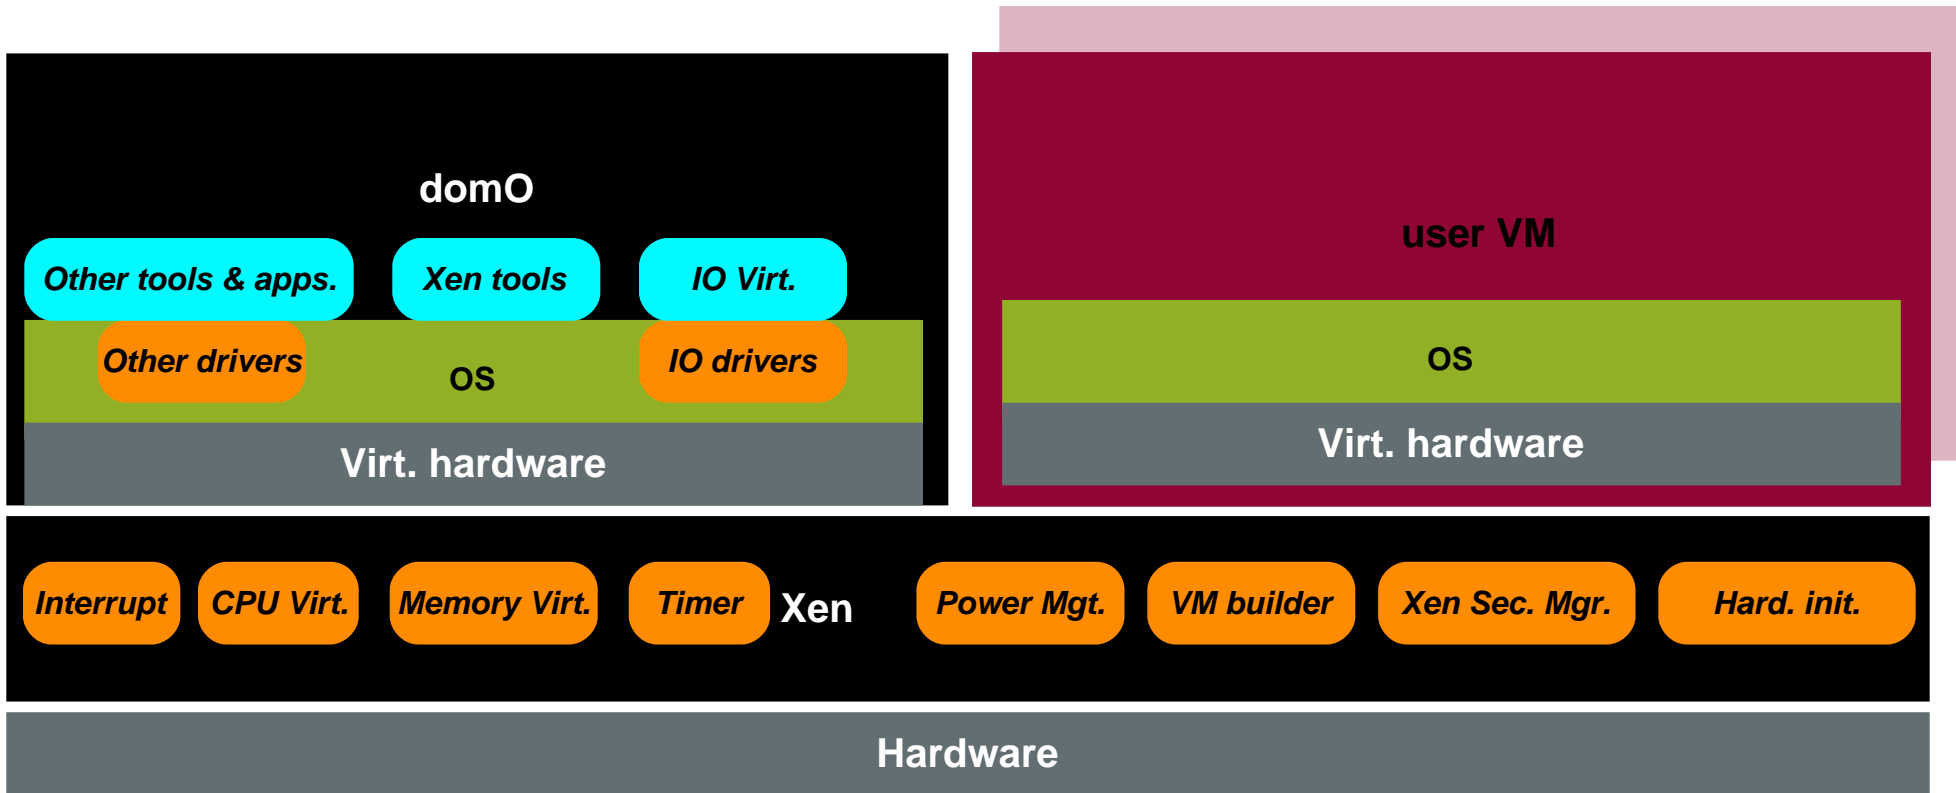 domO
Other tools & apps.
Xen tools
IO Virt.
Other drivers
OS
IO drivers
Virt. hardware
user VM
OS
Virt. hardware
Interrupt
CPU Virt.
Memory Virt.
Timer
Xen
Power Mgt.
VM builder
Xen Sec. Mgr.
Hard. init.
Hardware